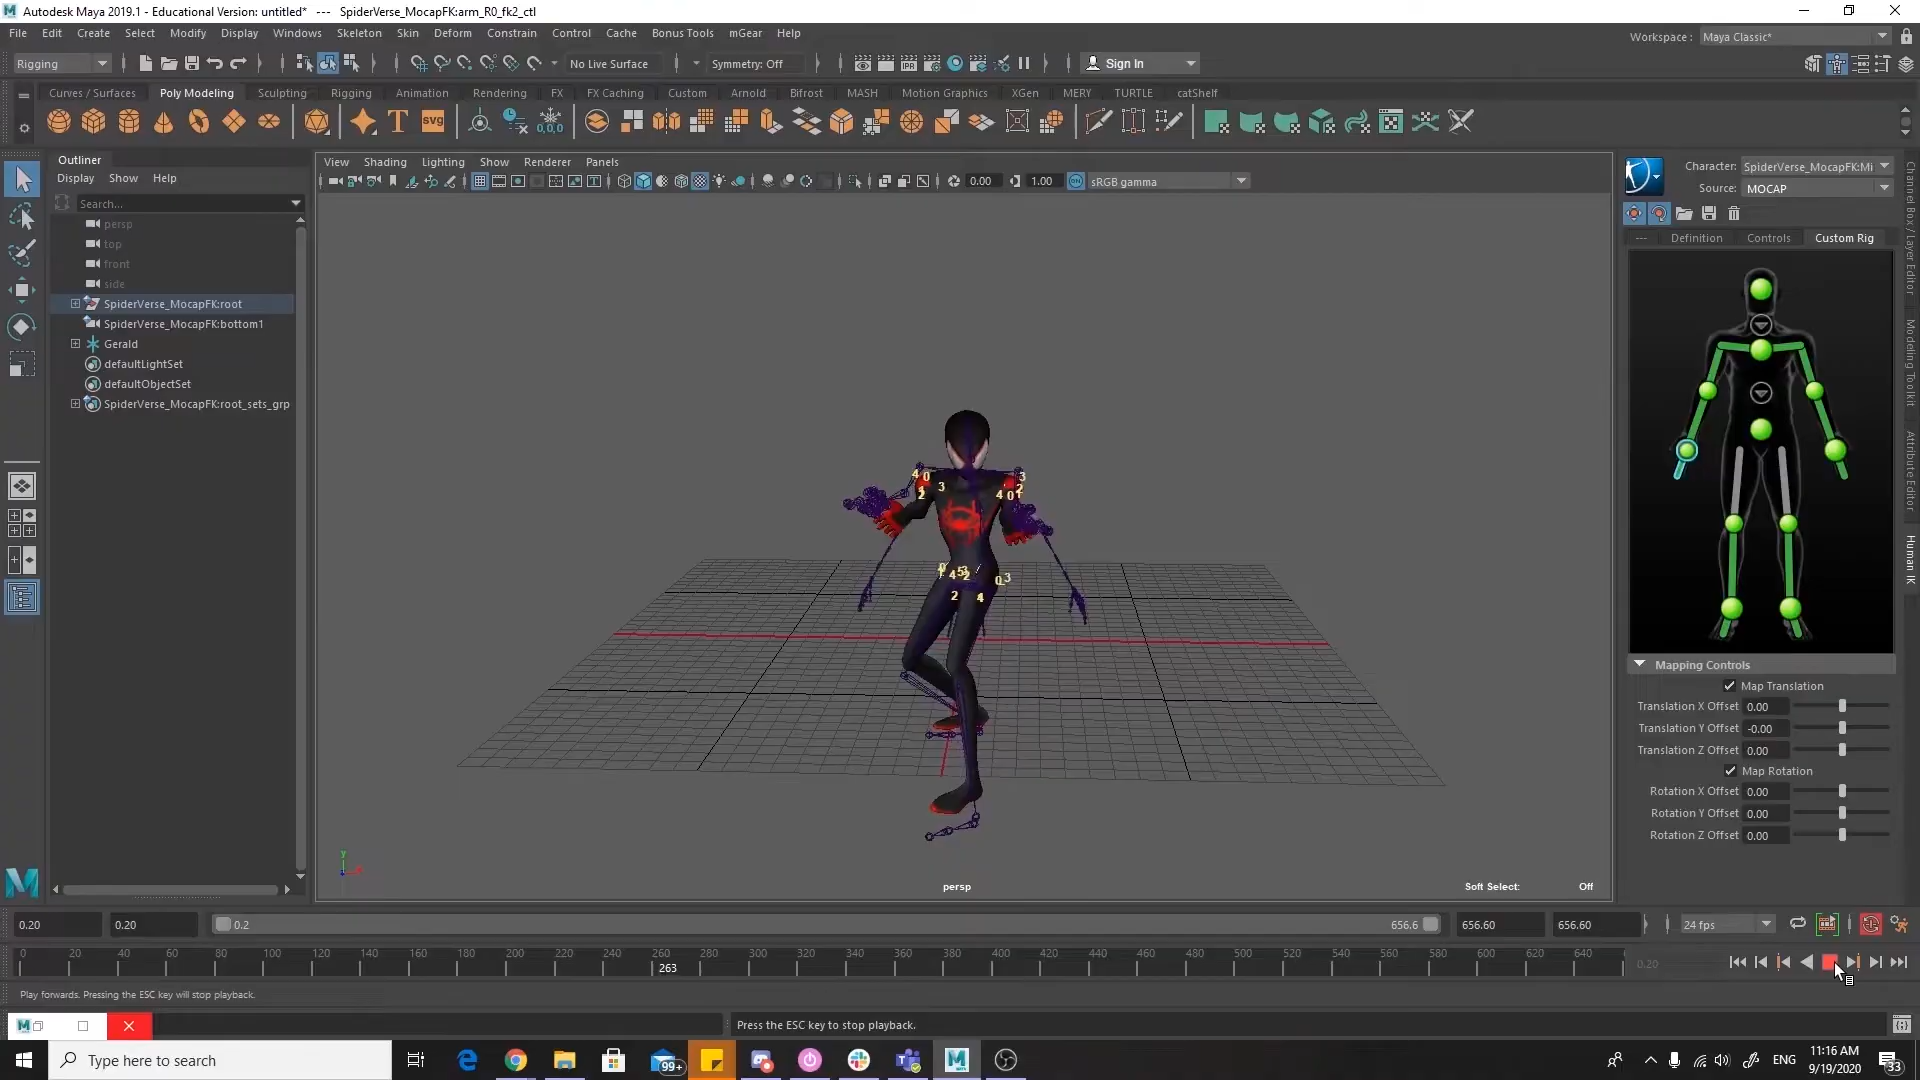 Autodesk Maya 2019.1 - Educational Version: untitled*   ---   SpiderVerse_MocapFK:arm_R0_fk2_ctl
File Edit Create Select Modify Display Windows Skeleton Skin Deform Constrain Control Cache Bonus Tools mGear Help
Workspace : Maya Classic*
Rigging No Live Surface Symmetry: Off Sign In
Curves / Surfaces Poly Modeling Sculpting Rigging Animation Rendering FX FX Caching Custom Arnold Bifrost MASH Motion Graphics XGen MERY TURTLE catShelf
T SVG 0,0,0
Outliner
Display Show Help
Search...
persp
top
front
side
SpiderVerse_MocapFK:root
SpiderVerse_MocapFK:bottom1
Gerald
defaultLightSet
defaultObjectSet
SpiderVerse_MocapFK:root_sets_grp
View Shading Lighting Show Renderer Panels
0.00 1.00 ON sRGB gamma
persp
Soft Select: Off
Character: SpiderVerse_MocapFK:Mi
Source: MOCAP
--- Definition Controls Custom Rig
Mapping Controls
Map Translation
Translation X Offset 0.00
Translation Y Offset -0.00
Translation Z Offset 0.00
Map Rotation
Rotation X Offset 0.00
Rotation Y Offset 0.00
Rotation Z Offset 0.00
Channel Box / Layer Editor
Modeling Toolkit
Attribute Editor
Human IK
0.20 0.20 0.2 656.6 656.60 656.60 24 fps
0 20 40 60 80 100 120 140 160 180 200 220 240 260 280 300 320 340 360 380 400 420 440 460 480 500 520 540 560 580 600 620 640
263
0.20
Play forwards. Pressing the ESC key will stop playback.
Press the ESC key to stop playback.
Type here to search
99+
ENG
11:16 AM
9/19/2020
33